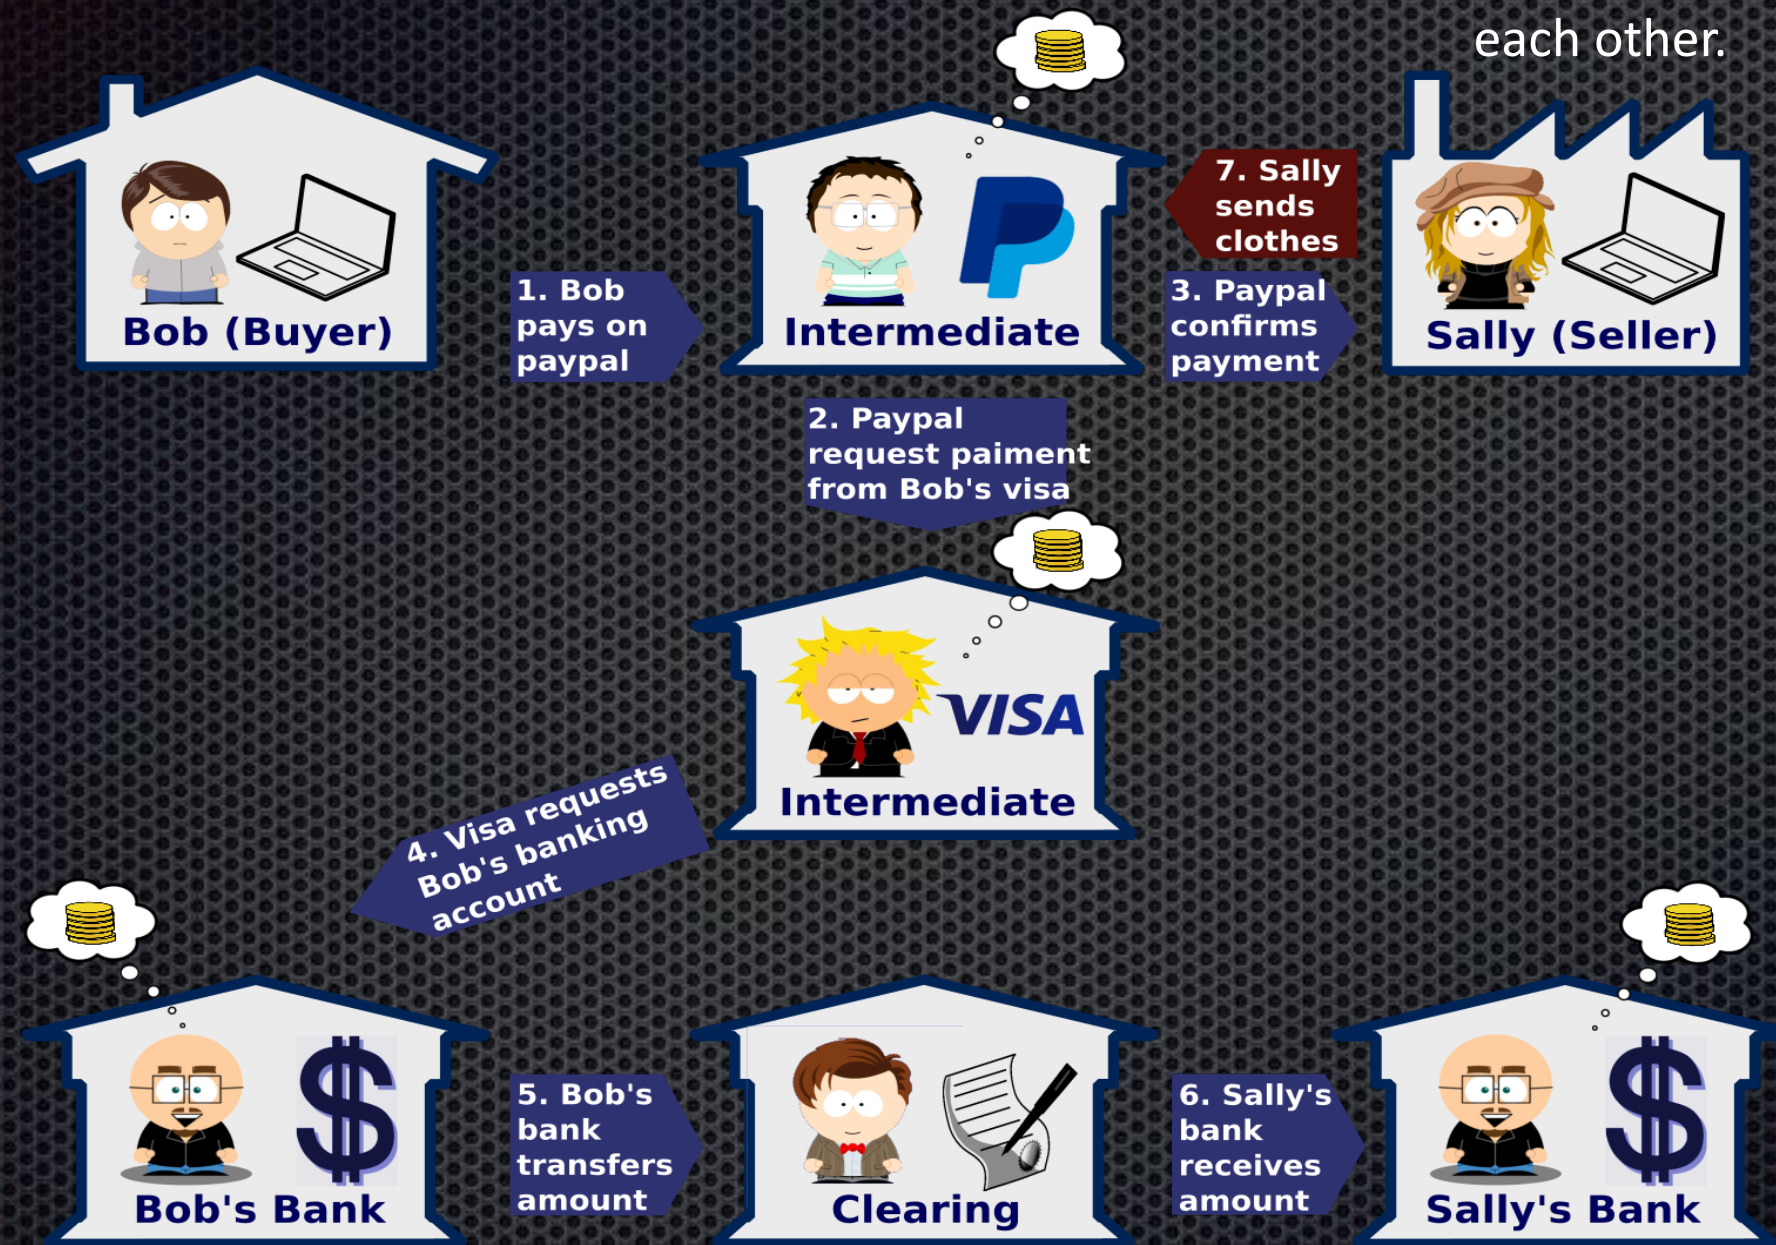 each other.
7. Sally
sends
clothes
1. Bob
pays on
paypal
3. Paypal
confirms
payment
Bob (Buyer)
Intermediate
Sally (Seller)
2. Paypal
request paiment
from Bob's visa
VISA
Intermediate
4. Visa requests
Bob's banking
account
5. Bob's
bank
transfers
amount
6. Sally's
bank
receives
amount
Bob's Bank
Clearing
Sally's Bank